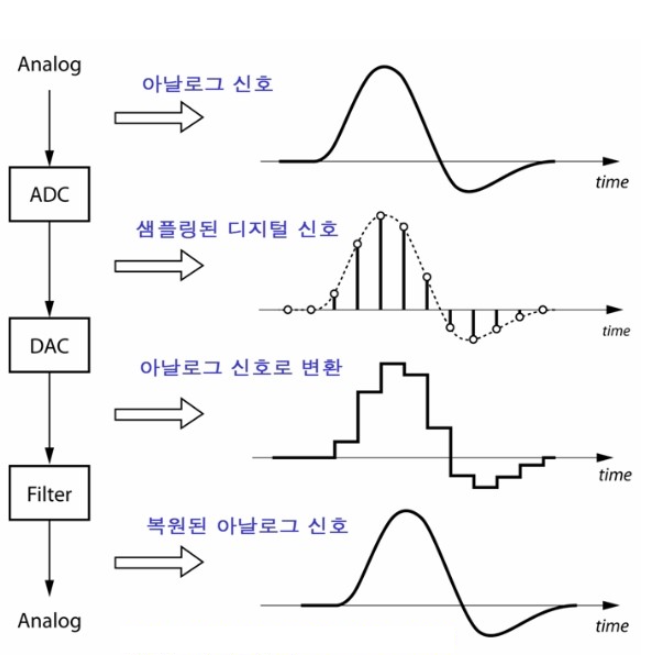 Analog
아날로그 신호
time
ADC
샘플링된 디지털 신호
time
DAC
아날로그 신호로 변환
time
Filter
복원된 아날로그 신호
Analog
time